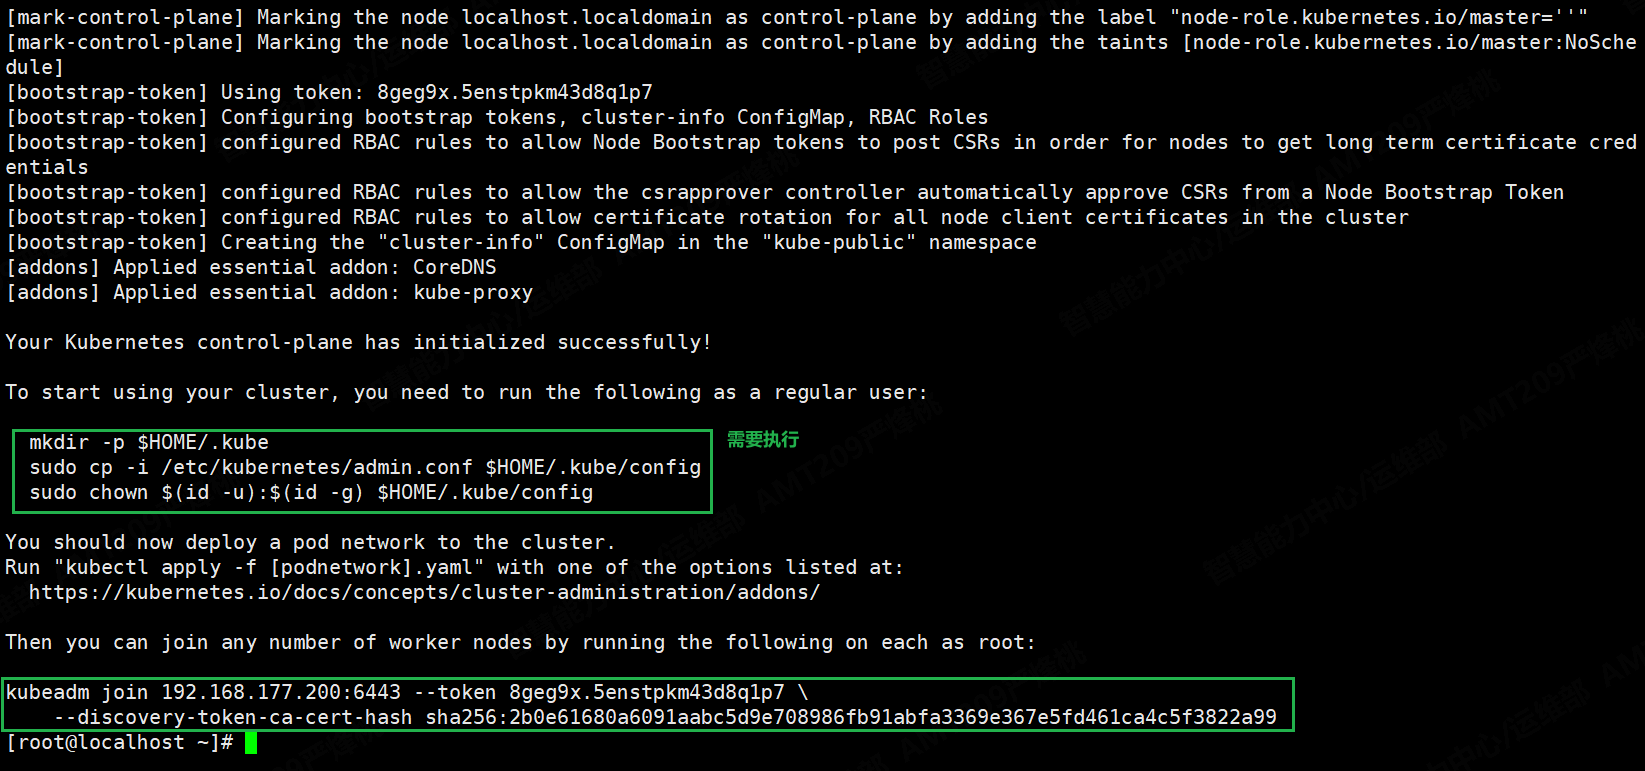 [mark-control-plane] Marking the node localhost.localdomain as control-plane by adding the label "node-role.kubernetes.io/master=''"
[mark-control-plane] Marking the node localhost.localdomain as control-plane by adding the taints [node-role.kubernetes.io/master:NoSche
dule]
[bootstrap-token] Using token: 8geg9x.5enstpkm43d8q1p7
[bootstrap-token] Configuring bootstrap tokens, cluster-info ConfigMap, RBAC Roles
[bootstrap-token] configured RBAC rules to allow Node Bootstrap tokens to post CSRs in order for nodes to get long term certificate cred
entials
[bootstrap-token] configured RBAC rules to allow the csrapprover controller automatically approve CSRs from a Node Bootstrap Token
[bootstrap-token] configured RBAC rules to allow certificate rotation for all node client certificates in the cluster
[bootstrap-token] Creating the "cluster-info" ConfigMap in the "kube-public" namespace
[addons] Applied essential addon: CoreDNS
[addons] Applied essential addon: kube-proxy
Your Kubernetes control-plane has initialized successfully!
To start using your cluster, you need to run the following as a regular user:
mkdir -p $HOME/.kube 需要执行
sudo cp -i /etc/kubernetes/admin.conf $HOME/.kube/config
sudo chown $(id -u):$(id -g) $HOME/.kube/config
You should now deploy a pod network to the cluster.
Run "kubectl apply -f [podnetwork].yaml" with one of the options listed at:
https://kubernetes.io/docs/concepts/cluster-administration/addons/
Then you can join any number of worker nodes by running the following on each as root:
kubeadm join 192.168.177.200:6443 --token 8geg9x.5enstpkm43d8q1p7 \
--discovery-token-ca-cert-hash sha256:2b0e61680a6091aabc5d9e708986fb91abfa3369e367e5fd461ca4c5f3822a99
[root@localhost ~]#